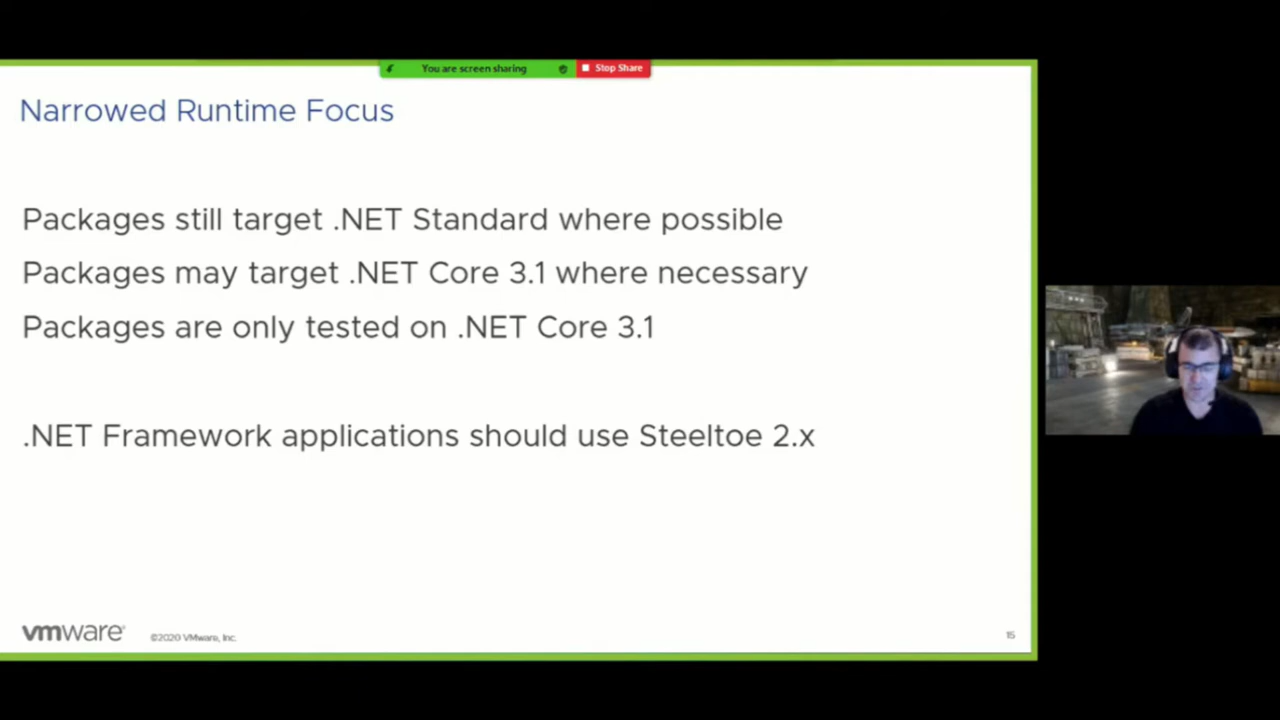 You are screen sharing
Stop Share
Narrowed Runtime Focus
Packages still target .NET Standard where possible
Packages may target .NET Core 3.1 where necessary
Packages are only tested on .NET Core 3.1
.NET Framework applications should use Steeltoe 2.x
vmware®
©2020 VMware, Inc.
15